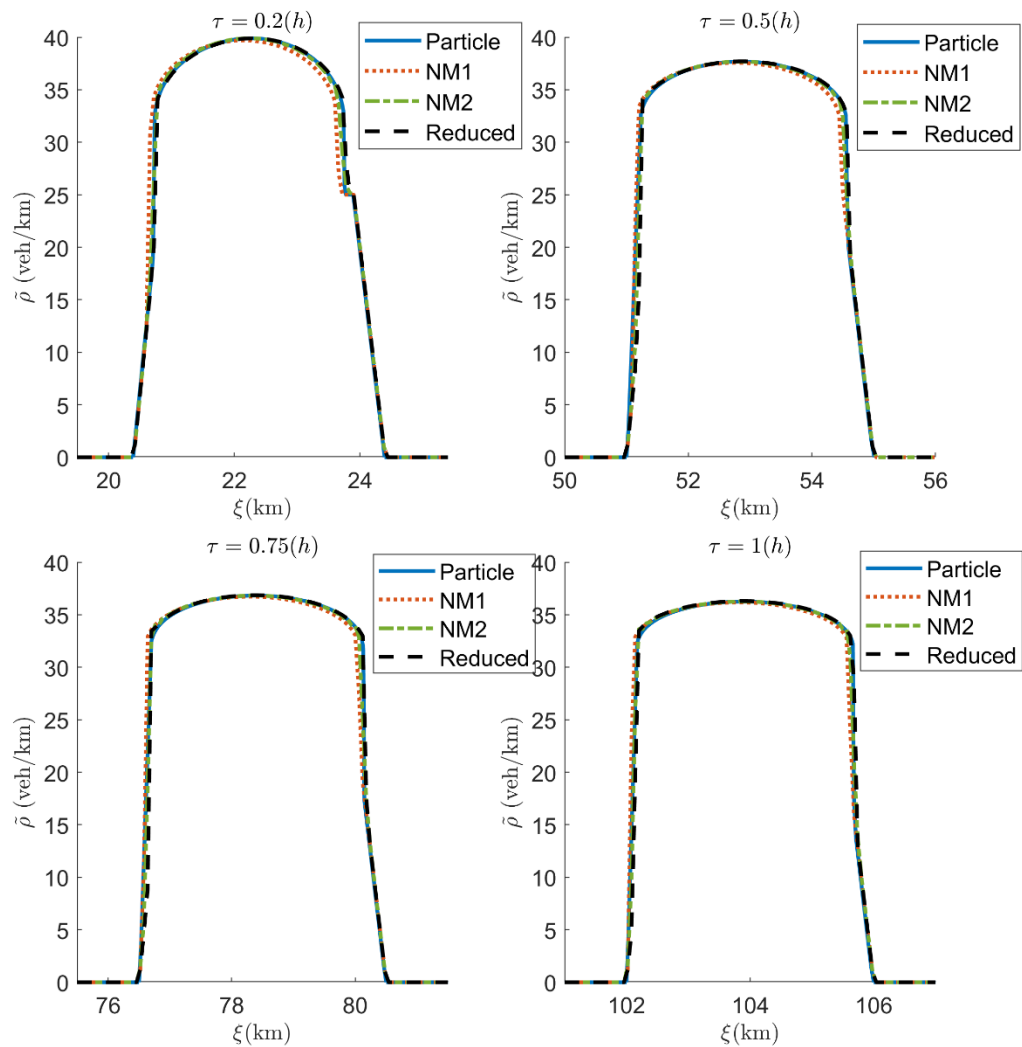 τ = 0.2(h)
40
35
30
25
20
15
10
5
0
ρ̃ (veh/km)
20
22
24
ξ(km)
Particle
NM1
NM2
Reduced
τ = 0.5(h)
40
35
30
25
20
15
10
5
0
ρ̃ (veh/km)
50
52
54
56
ξ(km)
Particle
NM1
NM2
Reduced
τ = 0.75(h)
40
35
30
25
20
15
10
5
0
ρ̃ (veh/km)
76
78
80
ξ(km)
Particle
NM1
NM2
Reduced
τ = 1(h)
40
35
30
25
20
15
10
5
0
ρ̃ (veh/km)
102
104
106
ξ(km)
Particle
NM1
NM2
Reduced